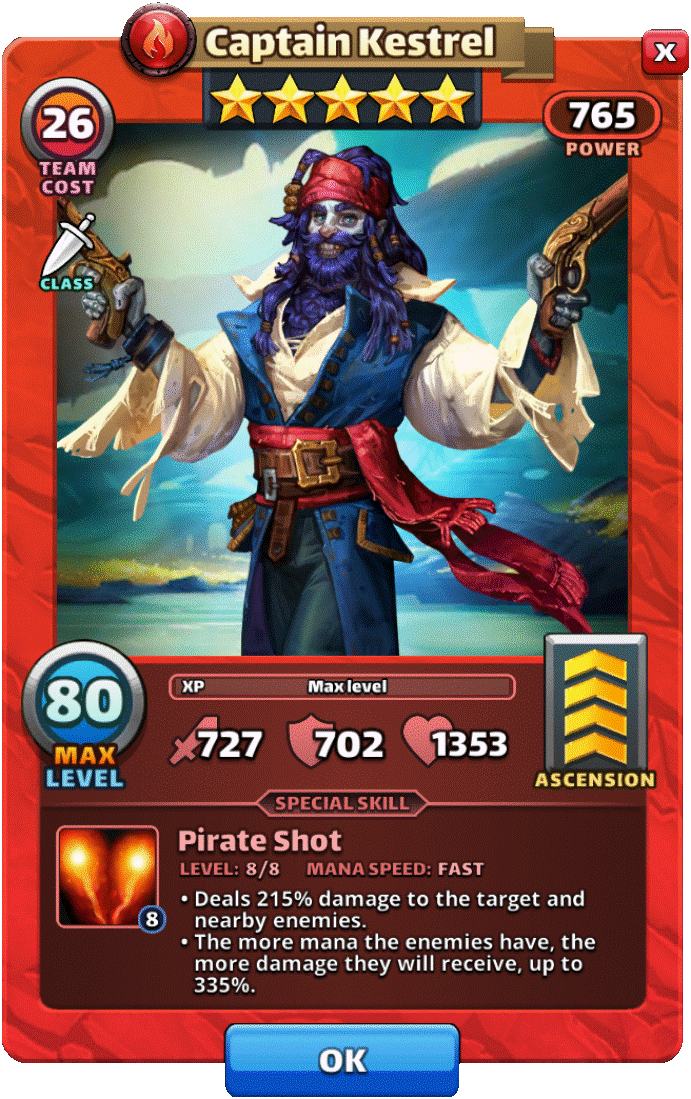 Captain Kestrel
X
26
TEAM
COST
765
POWER
CLASS
80
MAX
LEVEL
XP Max level
727 702 1353
ASCENSION
SPECIAL SKILL
Pirate Shot
LEVEL: 8/8 MANA SPEED: FAST
8
• Deals 215% damage to the target and
nearby enemies.
• The more mana the enemies have, the
more damage they will receive, up to
335%.
OK